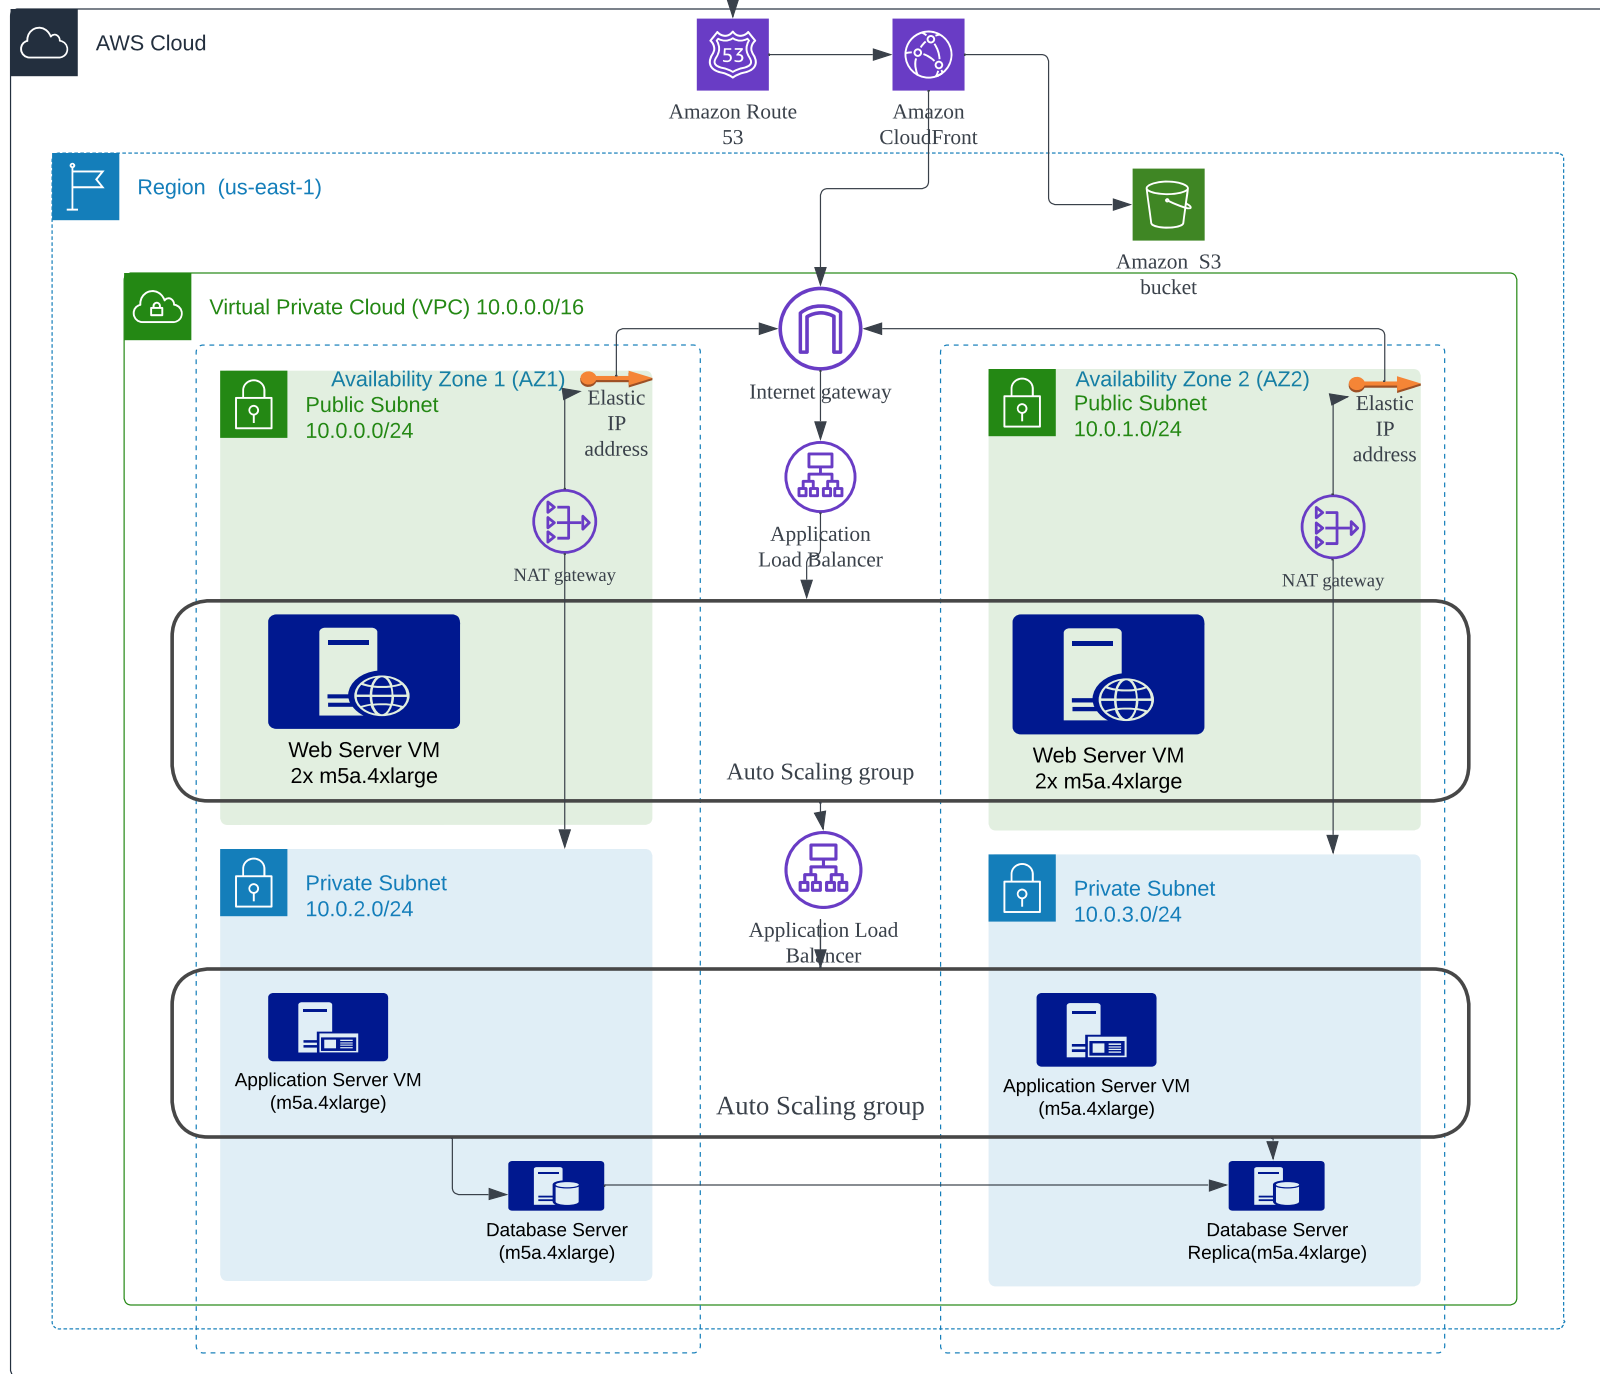 AWS Cloud
53
Amazon Route
53
Amazon
CloudFront
Region  (us-east-1)
Amazon  S3
bucket
Virtual Private Cloud (VPC) 10.0.0.0/16
Availability Zone 1 (AZ1)
Public Subnet
10.0.0.0/24
Elastic
IP
address
Internet gateway
Availability Zone 2 (AZ2)
Public Subnet
10.0.1.0/24
Elastic
IP
address
Application
Load Balancer
NAT gateway
NAT gateway
Web Server VM
2x m5a.4xlarge
Auto Scaling group
Web Server VM
2x m5a.4xlarge
Private Subnet
10.0.2.0/24
Application Load
Balancer
Private Subnet
10.0.3.0/24
Application Server VM
(m5a.4xlarge)
Auto Scaling group
Application Server VM
(m5a.4xlarge)
Database Server
(m5a.4xlarge)
Database Server
Replica(m5a.4xlarge)